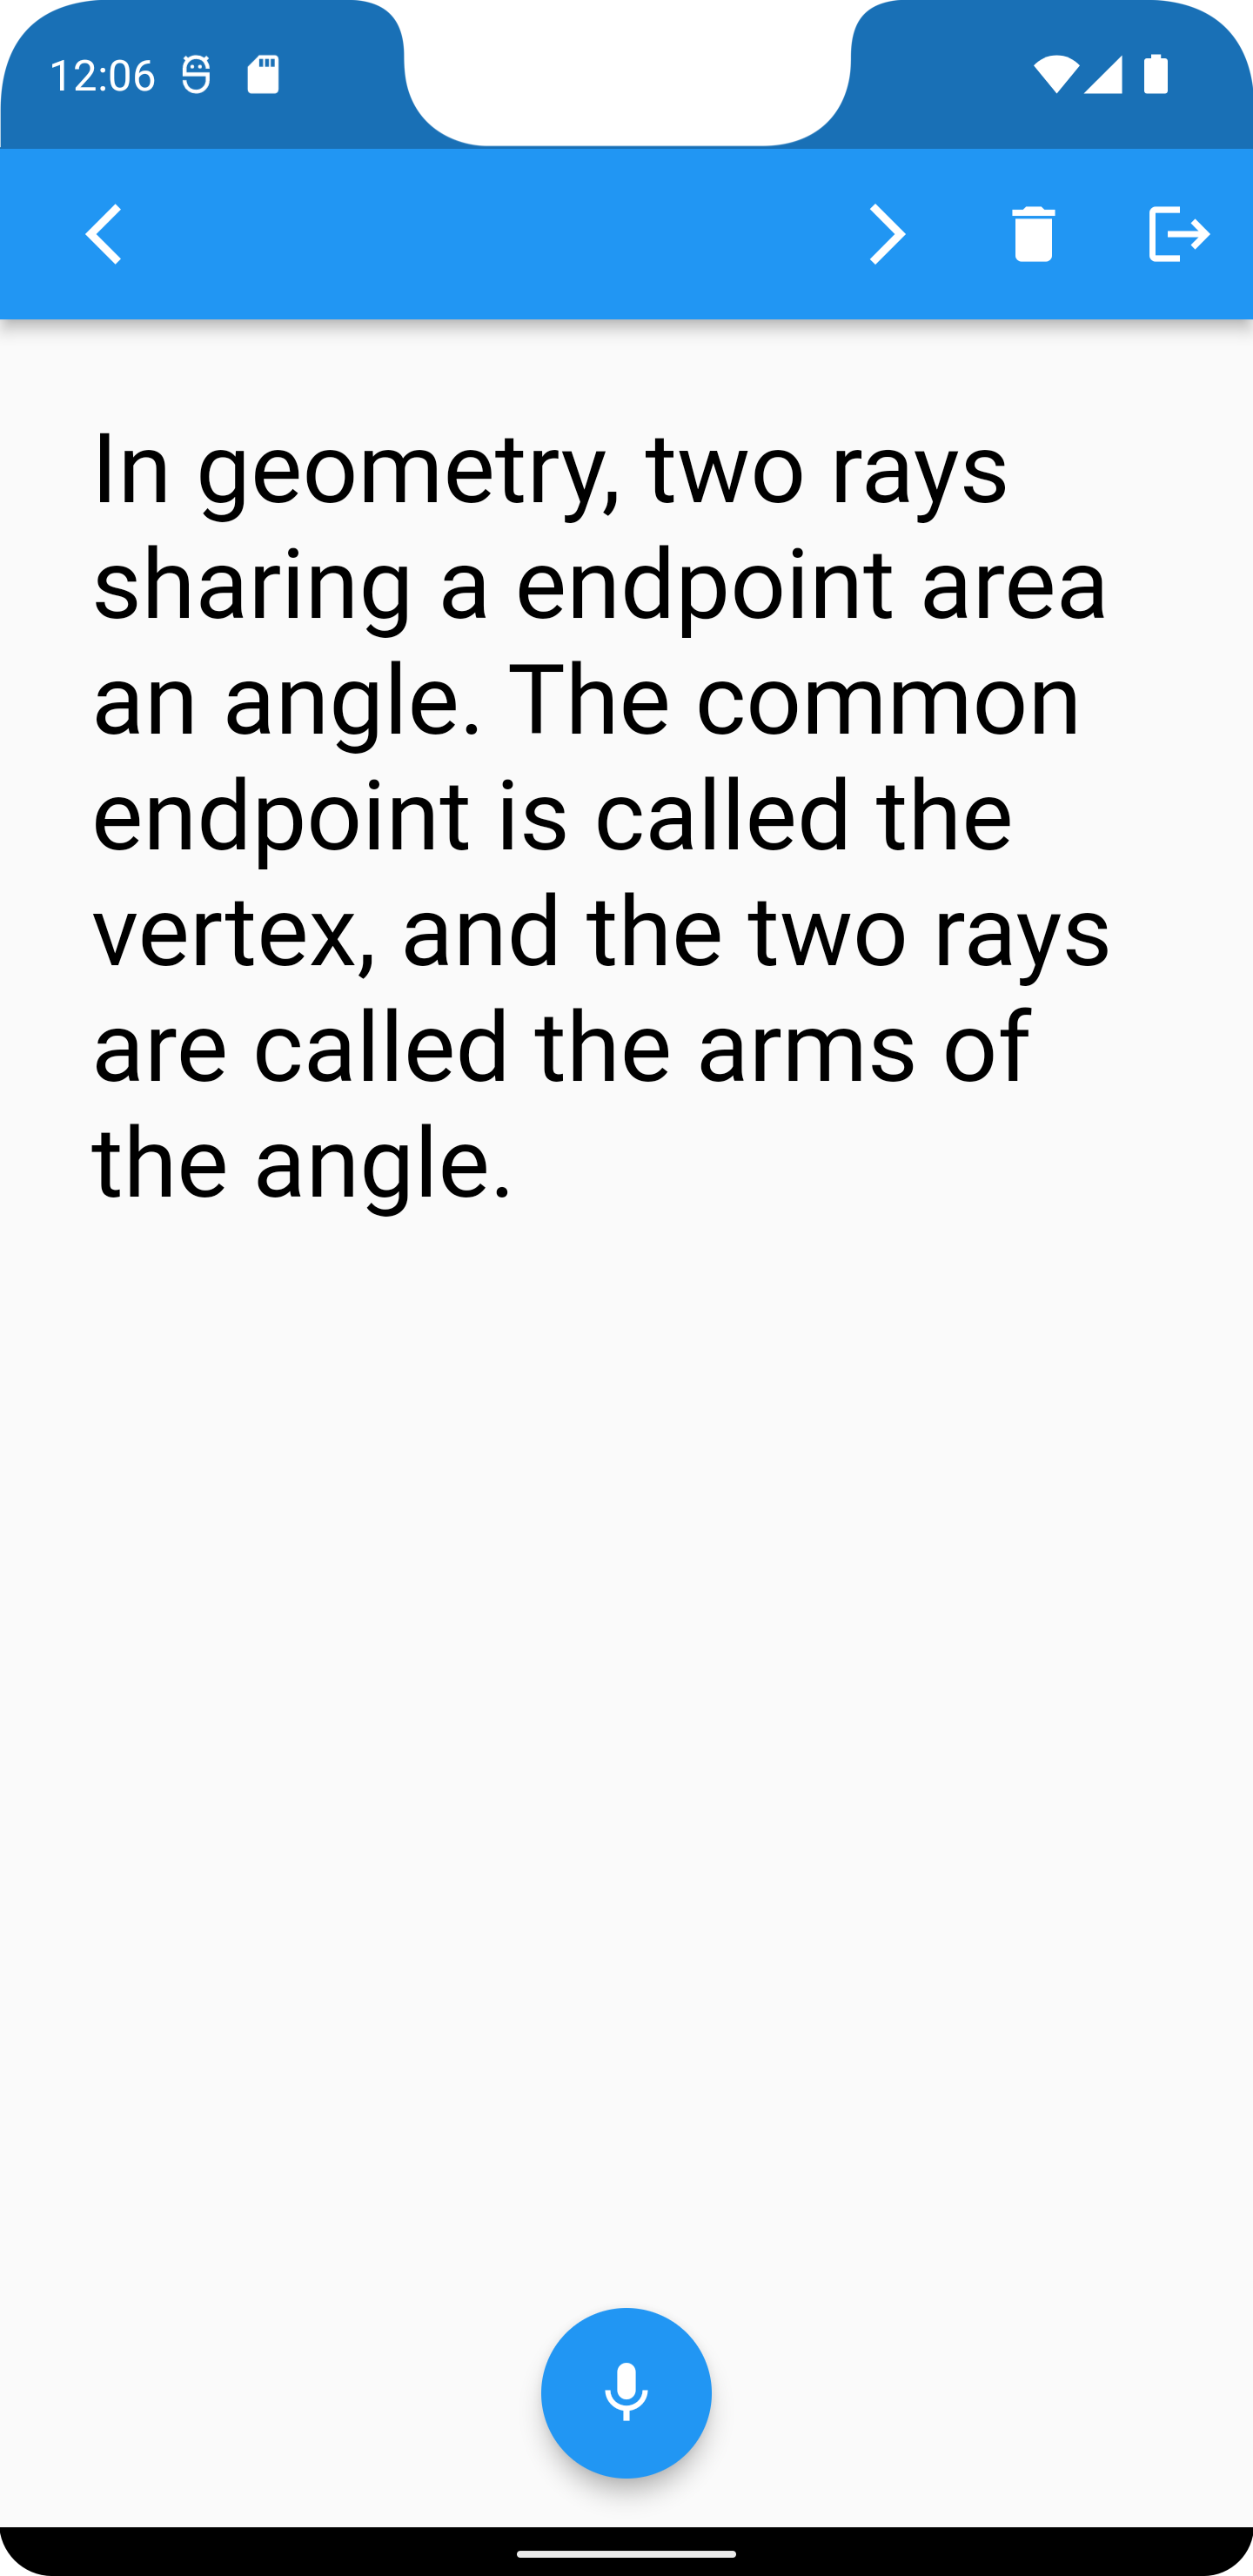 12:06
In geometry, two rays
sharing a endpoint area
an angle. The common
endpoint is called the
vertex, and the two rays
are called the arms of
the angle.